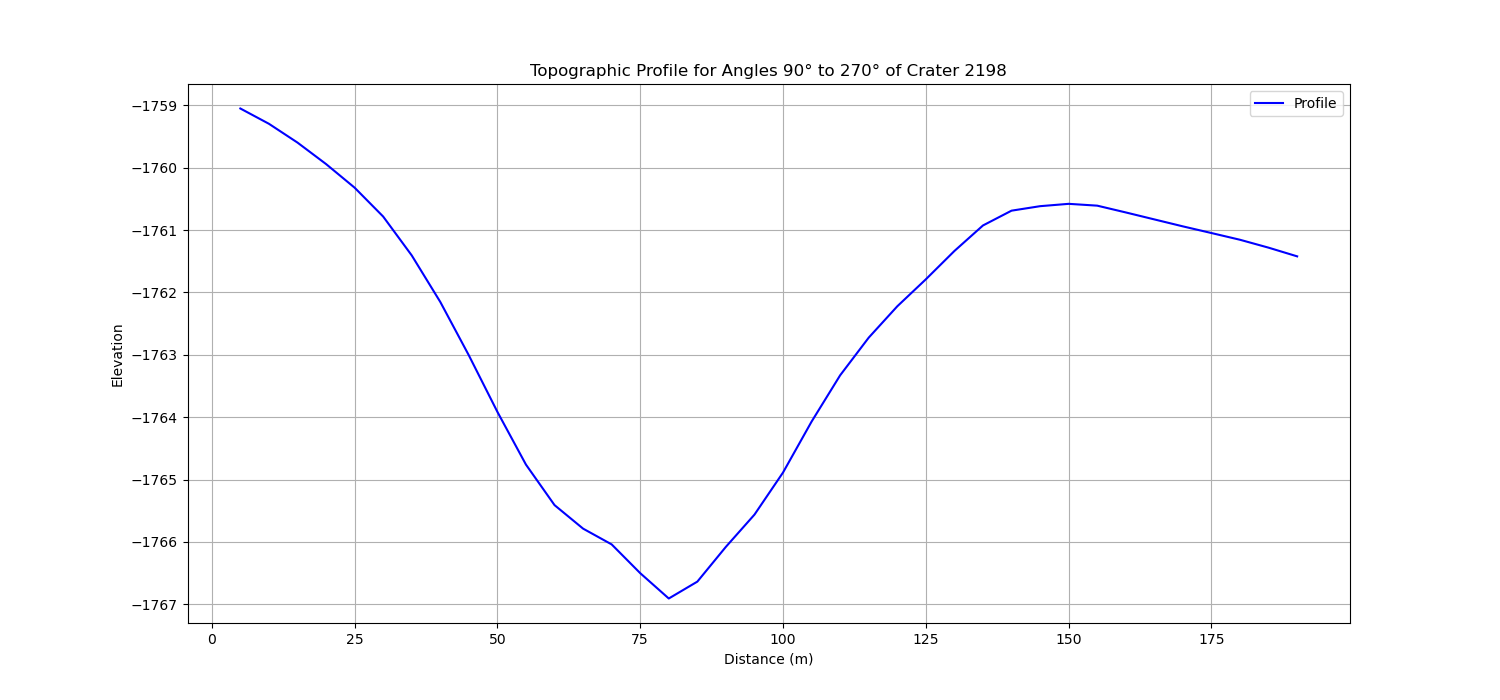 Topographic Profile for Angles 90° to 270° of Crater 2198
Profile
−1759
−1760
−1761
−1762
−1763
−1764
−1765
−1766
−1767
Elevation
0 25 50 75 100 125 150 175
Distance (m)